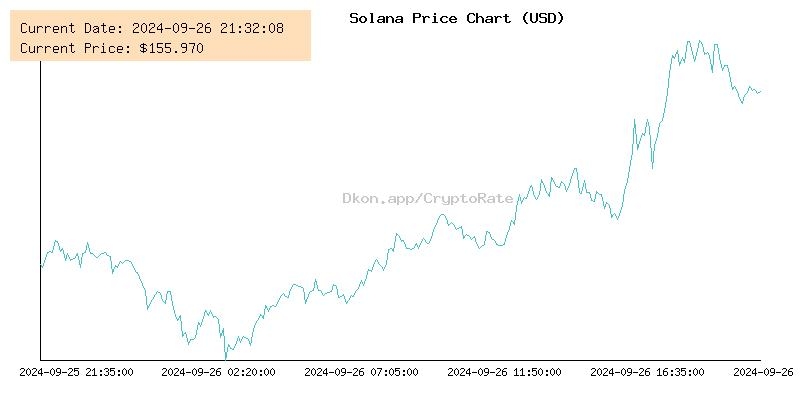 Solana Price Chart (USD)
Current Date: 2024-09-26 21:32:08
Current Price: $155.970
Dkon.app/CryptoRate
2024-09-25 21:35:00 2024-09-26 02:20:00 2024-09-26 07:05:00 2024-09-26 11:50:00 2024-09-26 16:35:00 2024-09-26